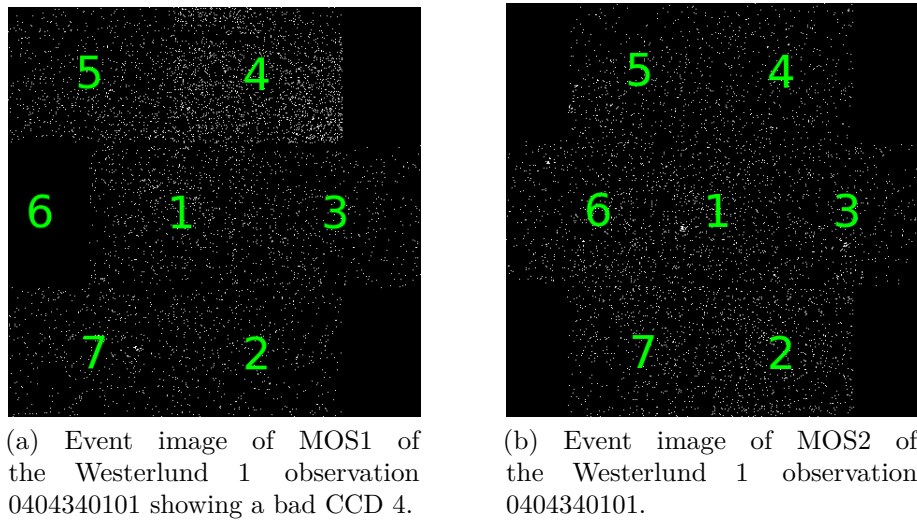 5 4
6 1 3
7 2
(a) Event image of MOS1 of
the Westerlund 1 observation
0404340101 showing a bad CCD 4.
5 4
6 1 3
7 2
(b) Event image of MOS2 of
the Westerlund 1 observation
0404340101.